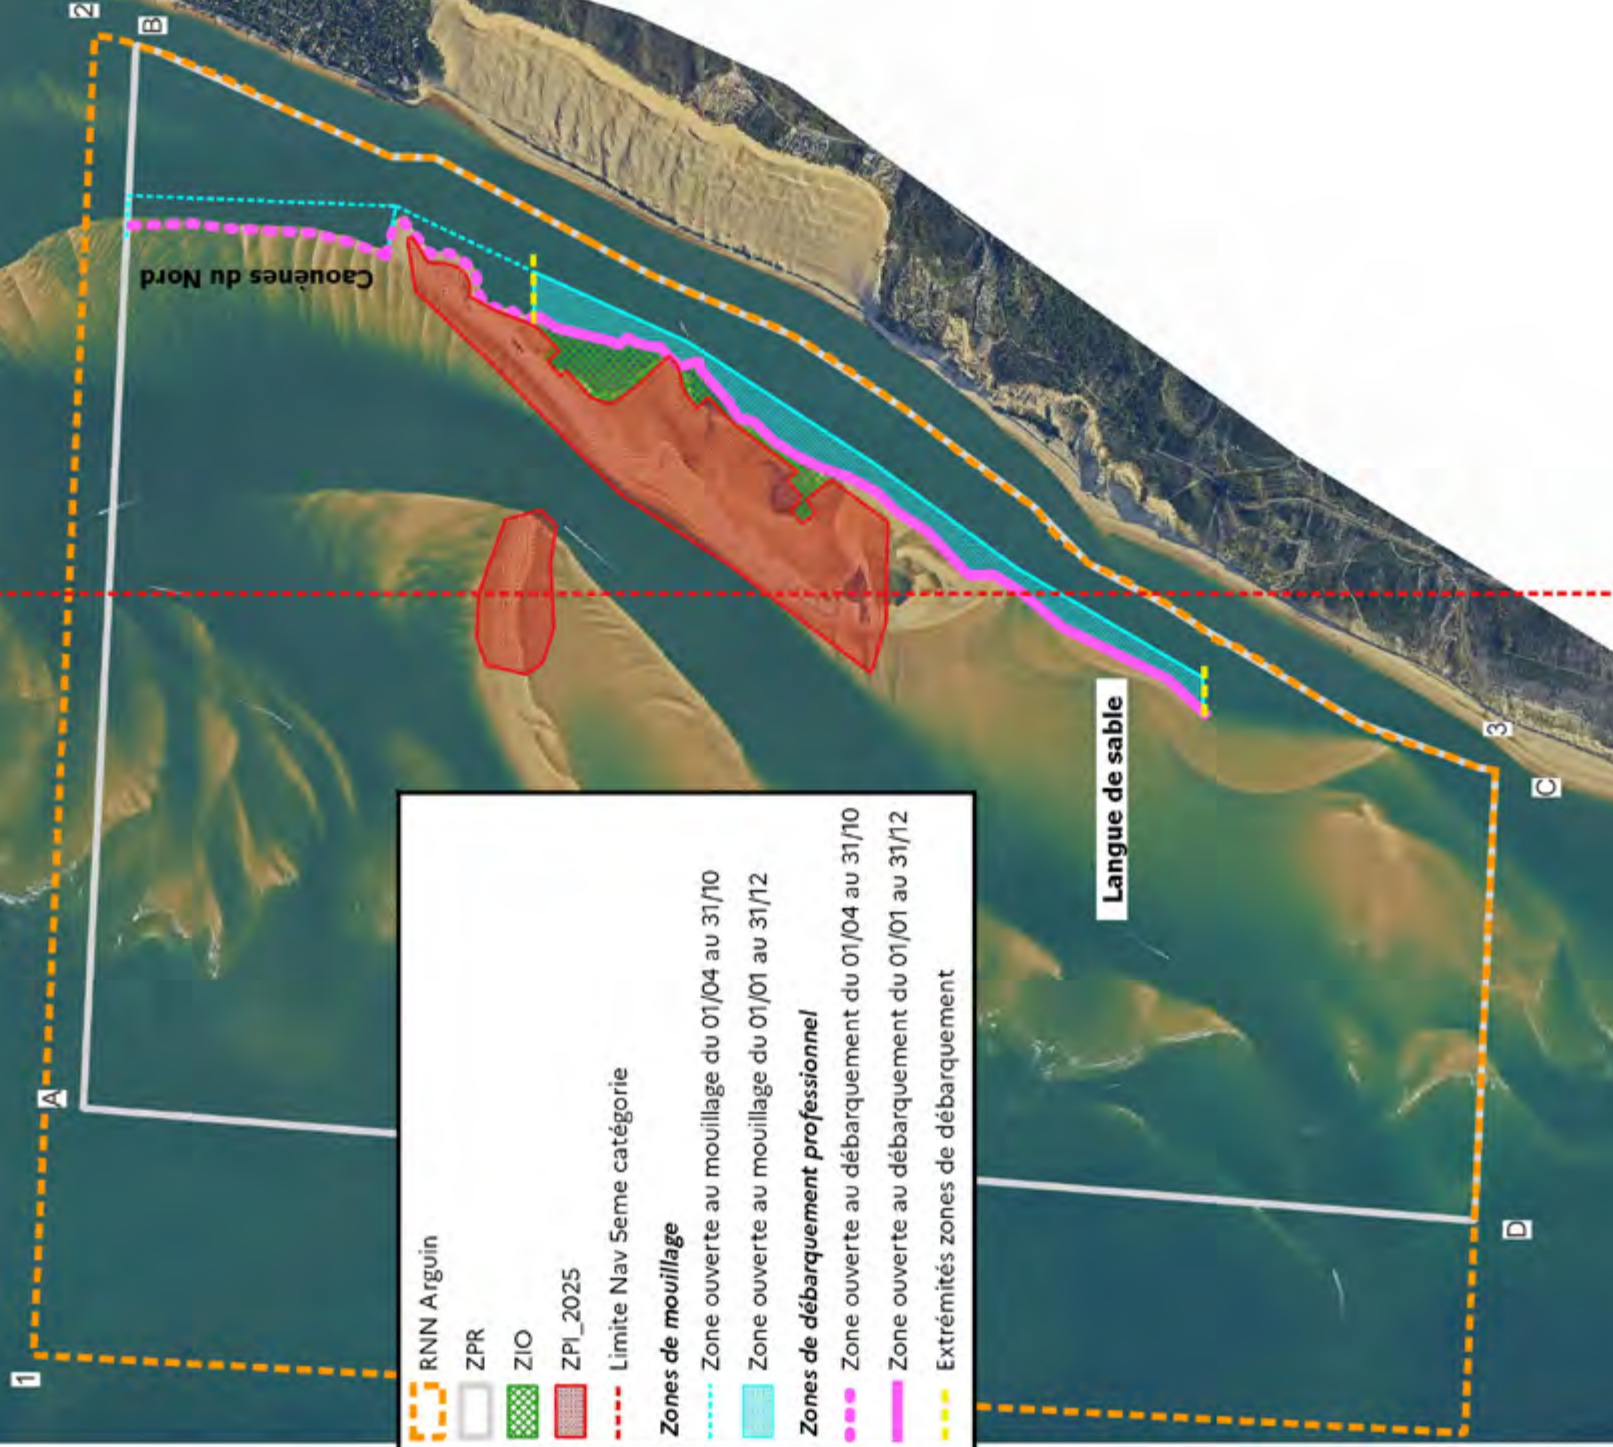 2
B
Caouènes du Nord
A
1
RNN Arguin
ZPR
ZIO
ZPI_2025
Limite Nav 5eme catégorie
Zones de mouillage
Zone ouverte au mouillage du 01/04 au 31/10
Zone ouverte au mouillage du 01/01 au 31/12
Zones de débarquement professionnel
Zone ouverte au débarquement du 01/04 au 31/10
Zone ouverte au débarquement du 01/01 au 31/12
Extrémités zones de débarquement
Langue de sable
3
C
D